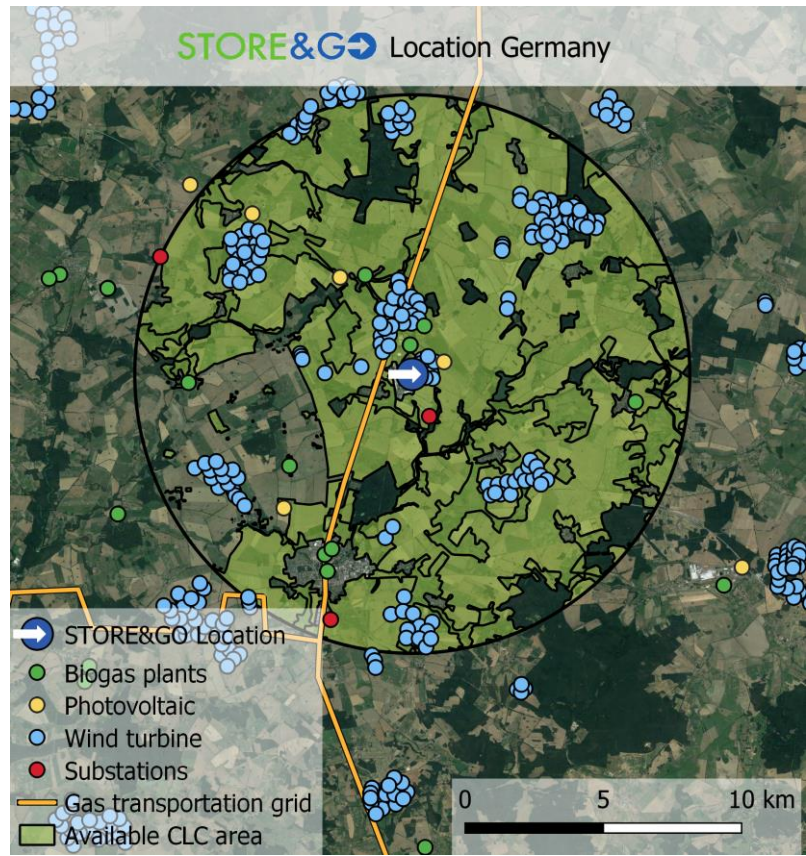 STORE&GO Location Germany
STORE&GO Location
Biogas plants
Photovoltaic
Wind turbine
Substations
Gas transportation grid
Available CLC area
0 5 10 km